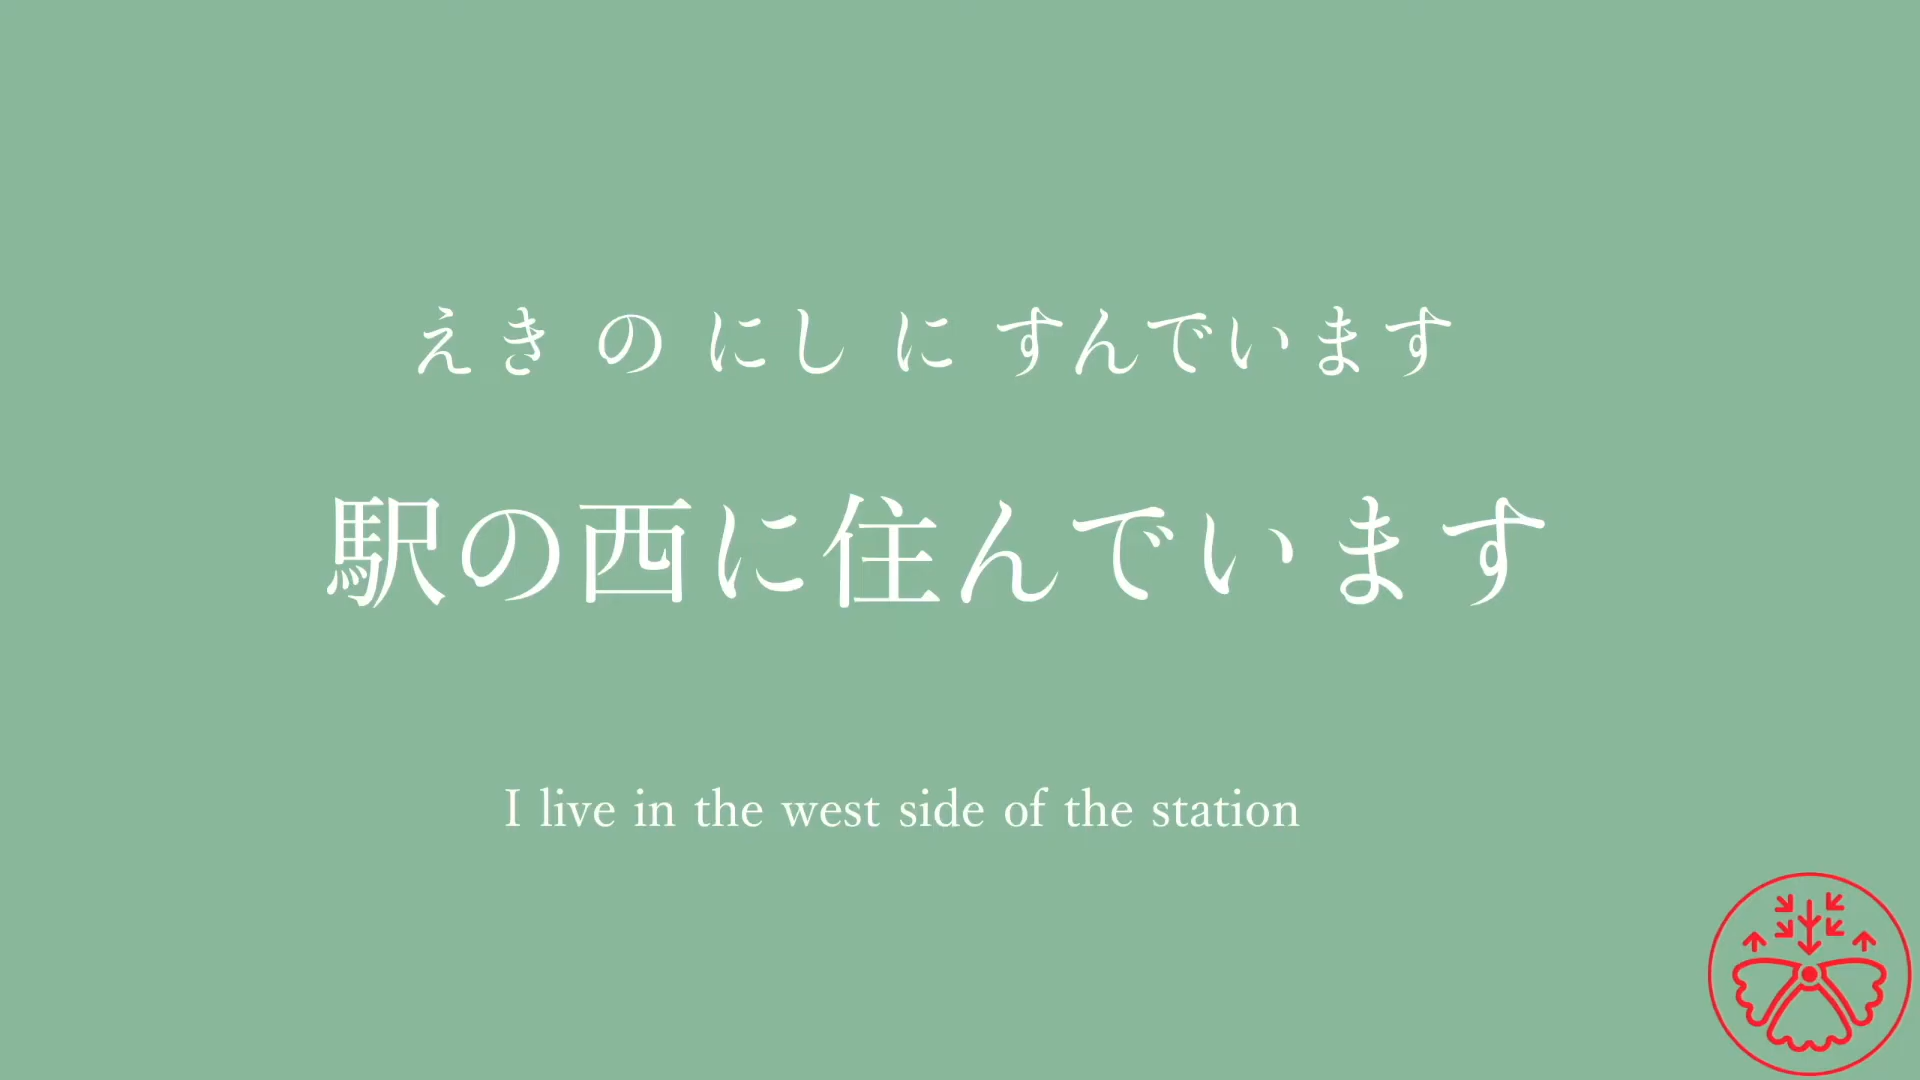 えき の にし に すんでいます
駅の西に住んでいます
I live in the west side of the station